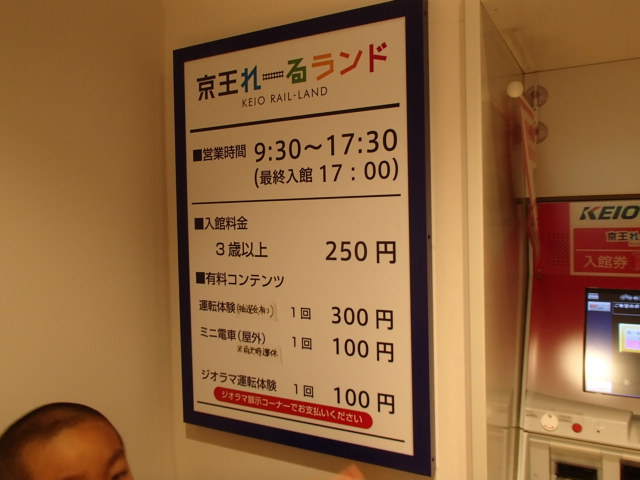 京王れーるランド
KEIO RAIL-LAND
■営業時間 9:30～17:30
(最終入館 17：00)
■入館料金
3歳以上 250円
■有料コンテンツ
運転体験 1回 300円
ミニ電車(屋外) 1回 100円
ジオラマ運転体験 1回 100円
ジオラマ展示コーナーでお支払いください
KEIO
京王れ
入館券